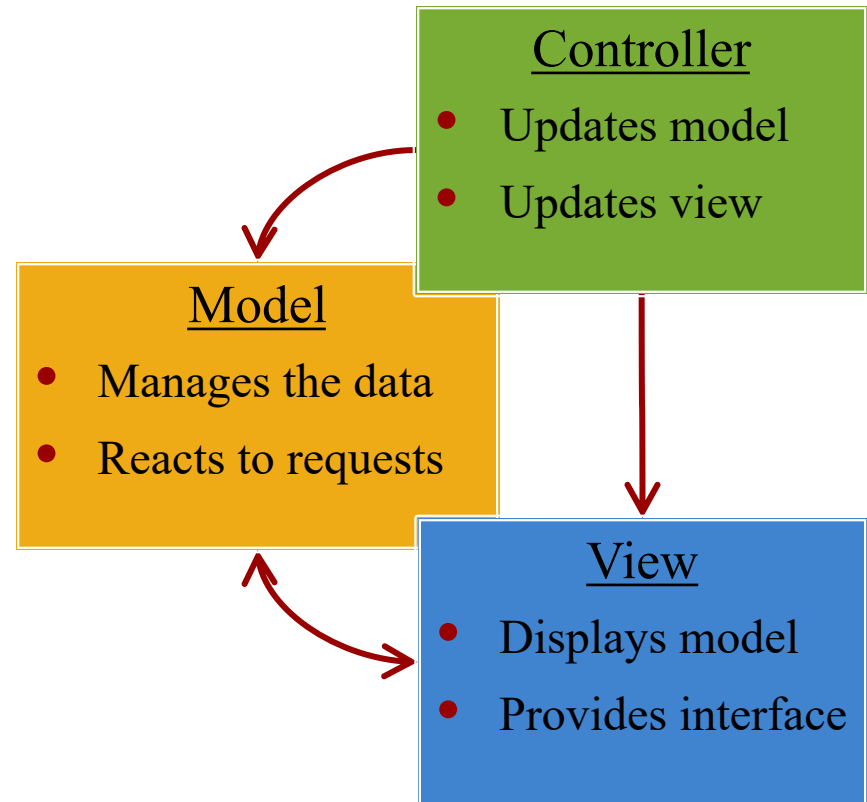 Controller
• Updates model
• Updates view
Model
• Manages the data
• Reacts to requests
View
• Displays model
• Provides interface